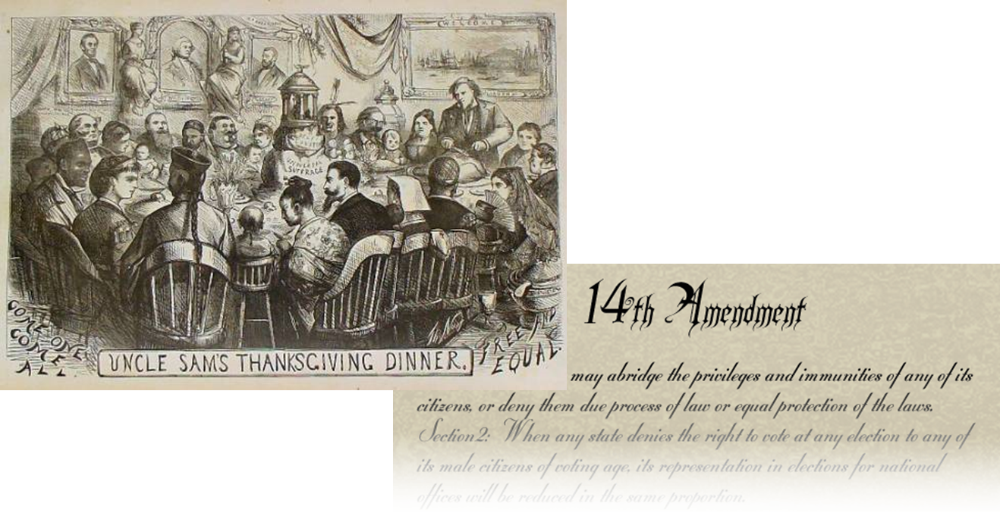 WELCOME
UNIVERSAL
SUFFRAGE
COME ONE
COME
ALL
UNCLE SAM'S THANKSGIVING DINNER.
FREE AND
EQUAL.
14th Amendment
may abridge the privileges and immunities of any of its
citizens, or deny them due process of law or equal protection of the laws.
Section 2: When any state denies the right to vote at any election to any of
its male citizens of voting age, its representation in elections for national
offices will be reduced in the same proportion.